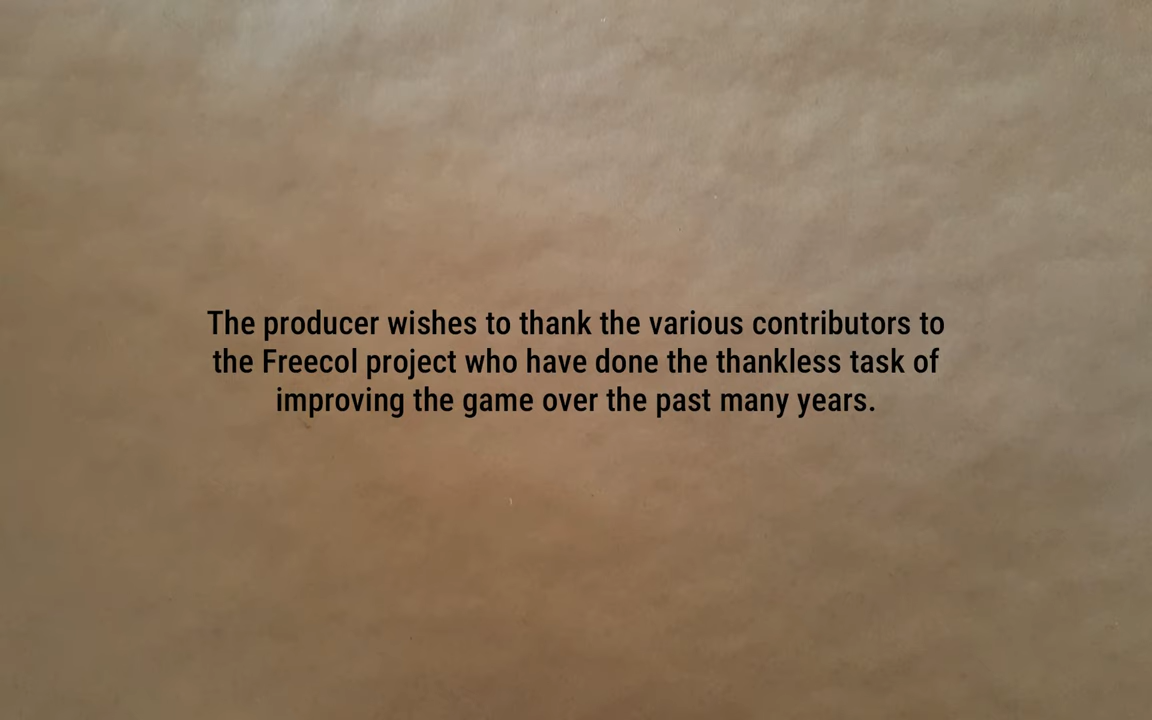 The producer wishes to thank the various contributors to
the Freecol project who have done the thankless task of
improving the game over the past many years.